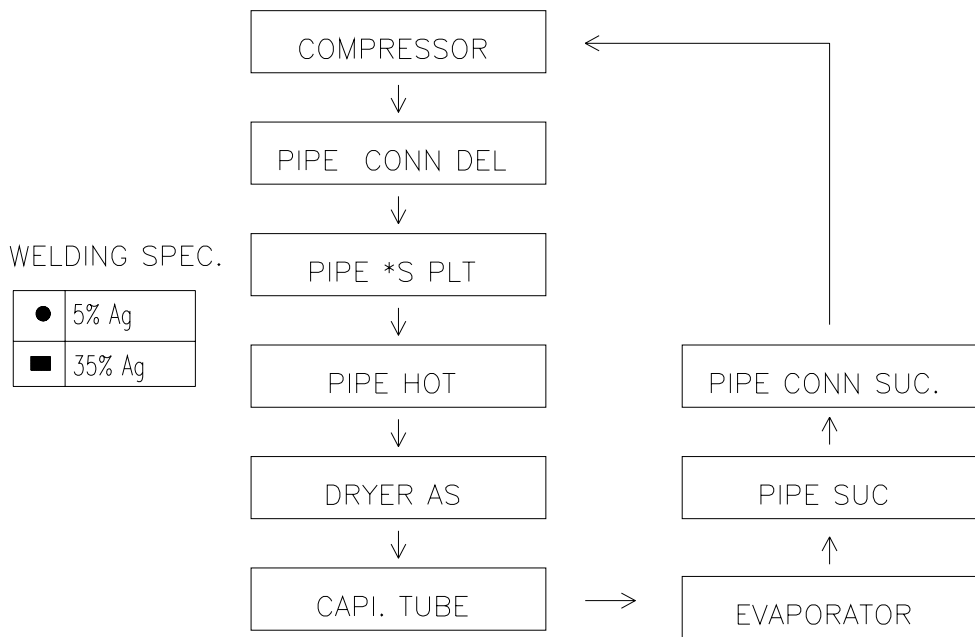 COMPRESSOR
PIPE CONN DEL
PIPE *S PLT
WELDING SPEC.
5% Ag
35% Ag
PIPE HOT
DRYER AS
CAPI. TUBE
EVAPORATOR
PIPE SUC
PIPE CONN SUC.